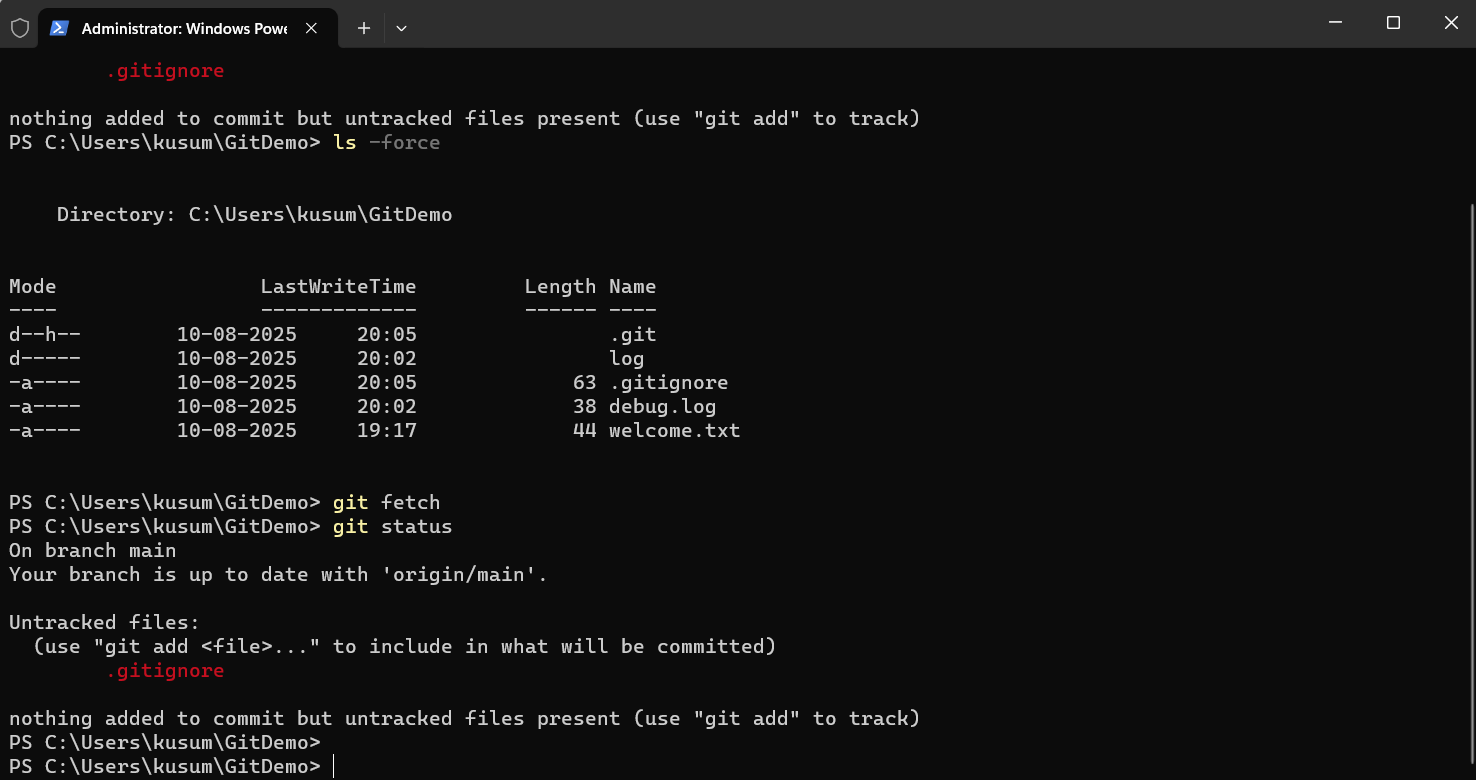 Administrator: Windows Powe
.gitignore
nothing added to commit but untracked files present (use "git add" to track)
PS C:\Users\kusum\GitDemo> ls -force
Directory: C:\Users\kusum\GitDemo
Mode LastWriteTime Length Name
---- ------------- ------ ----
d--h-- 10-08-2025 20:05 .git
d----- 10-08-2025 20:02 log
-a---- 10-08-2025 20:05 63 .gitignore
-a---- 10-08-2025 20:02 38 debug.log
-a---- 10-08-2025 19:17 44 welcome.txt
PS C:\Users\kusum\GitDemo> git fetch
PS C:\Users\kusum\GitDemo> git status
On branch main
Your branch is up to date with 'origin/main'.
Untracked files:
(use "git add <file>..." to include in what will be committed)
.gitignore
nothing added to commit but untracked files present (use "git add" to track)
PS C:\Users\kusum\GitDemo>
PS C:\Users\kusum\GitDemo>